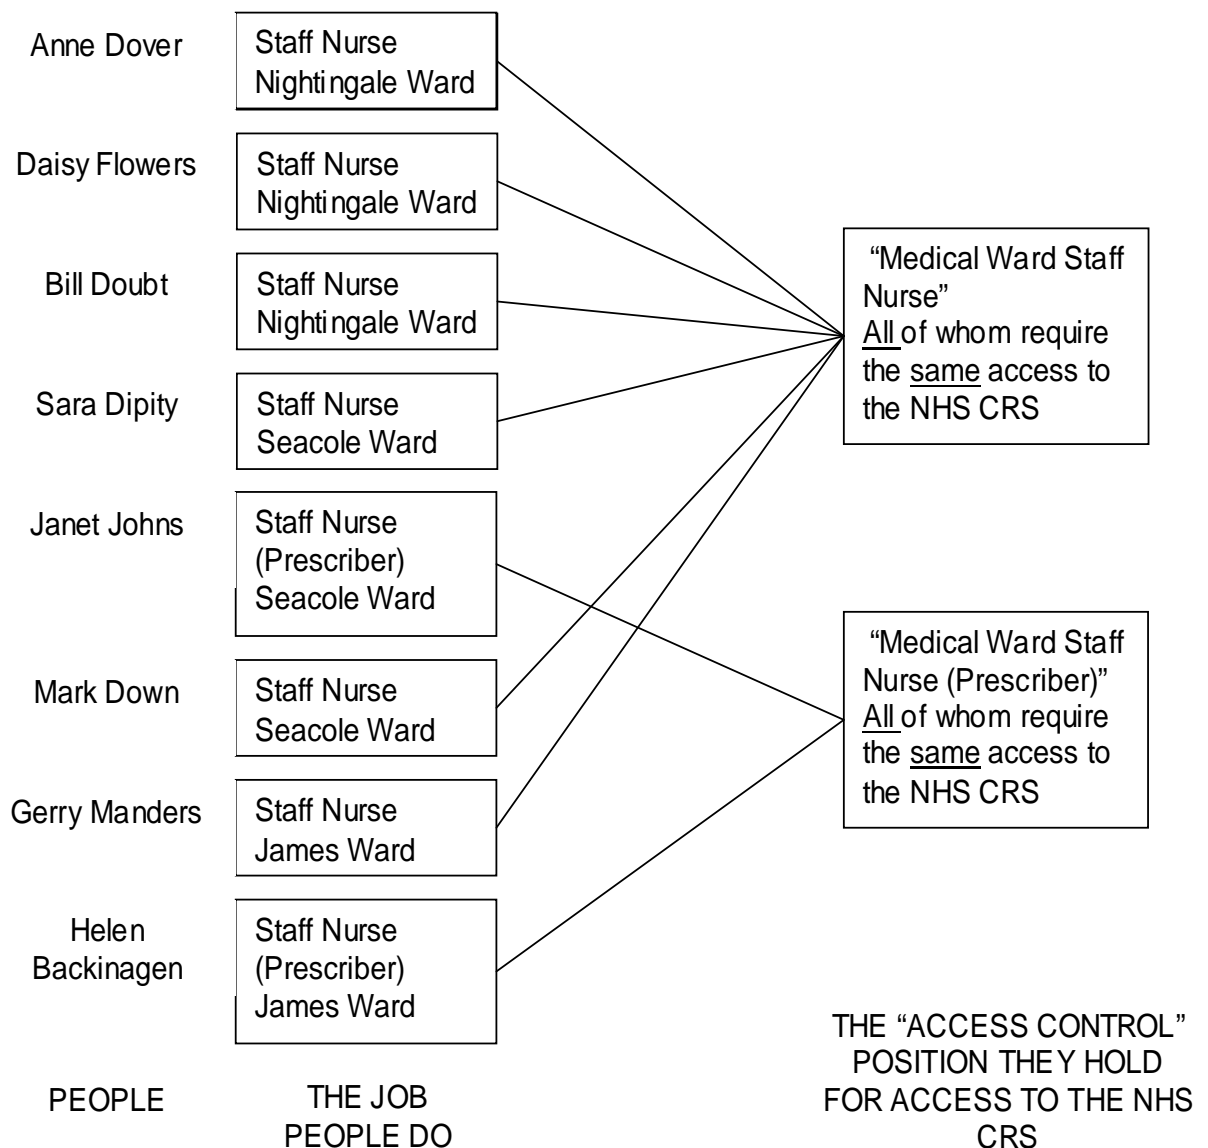 Anne Dover
Staff Nurse
Nightingale Ward
Daisy Flowers
Staff Nurse
Nightingale Ward
Bill Doubt
Staff Nurse
Nightingale Ward
Sara Dipity
Staff Nurse
Seacole Ward
Janet Johns
Staff Nurse
(Prescriber)
Seacole Ward
Mark Down
Staff Nurse
Seacole Ward
Gerry Manders
Staff Nurse
James Ward
Helen
Backinagen
Staff Nurse
(Prescriber)
James Ward
“Medical Ward Staff
Nurse”
All of whom require
the same access to
the NHS CRS
“Medical Ward Staff
Nurse (Prescriber)”
All of whom require
the same access to
the NHS CRS
PEOPLE
THE JOB
PEOPLE DO
THE “ACCESS CONTROL”
POSITION THEY HOLD
FOR ACCESS TO THE NHS
CRS